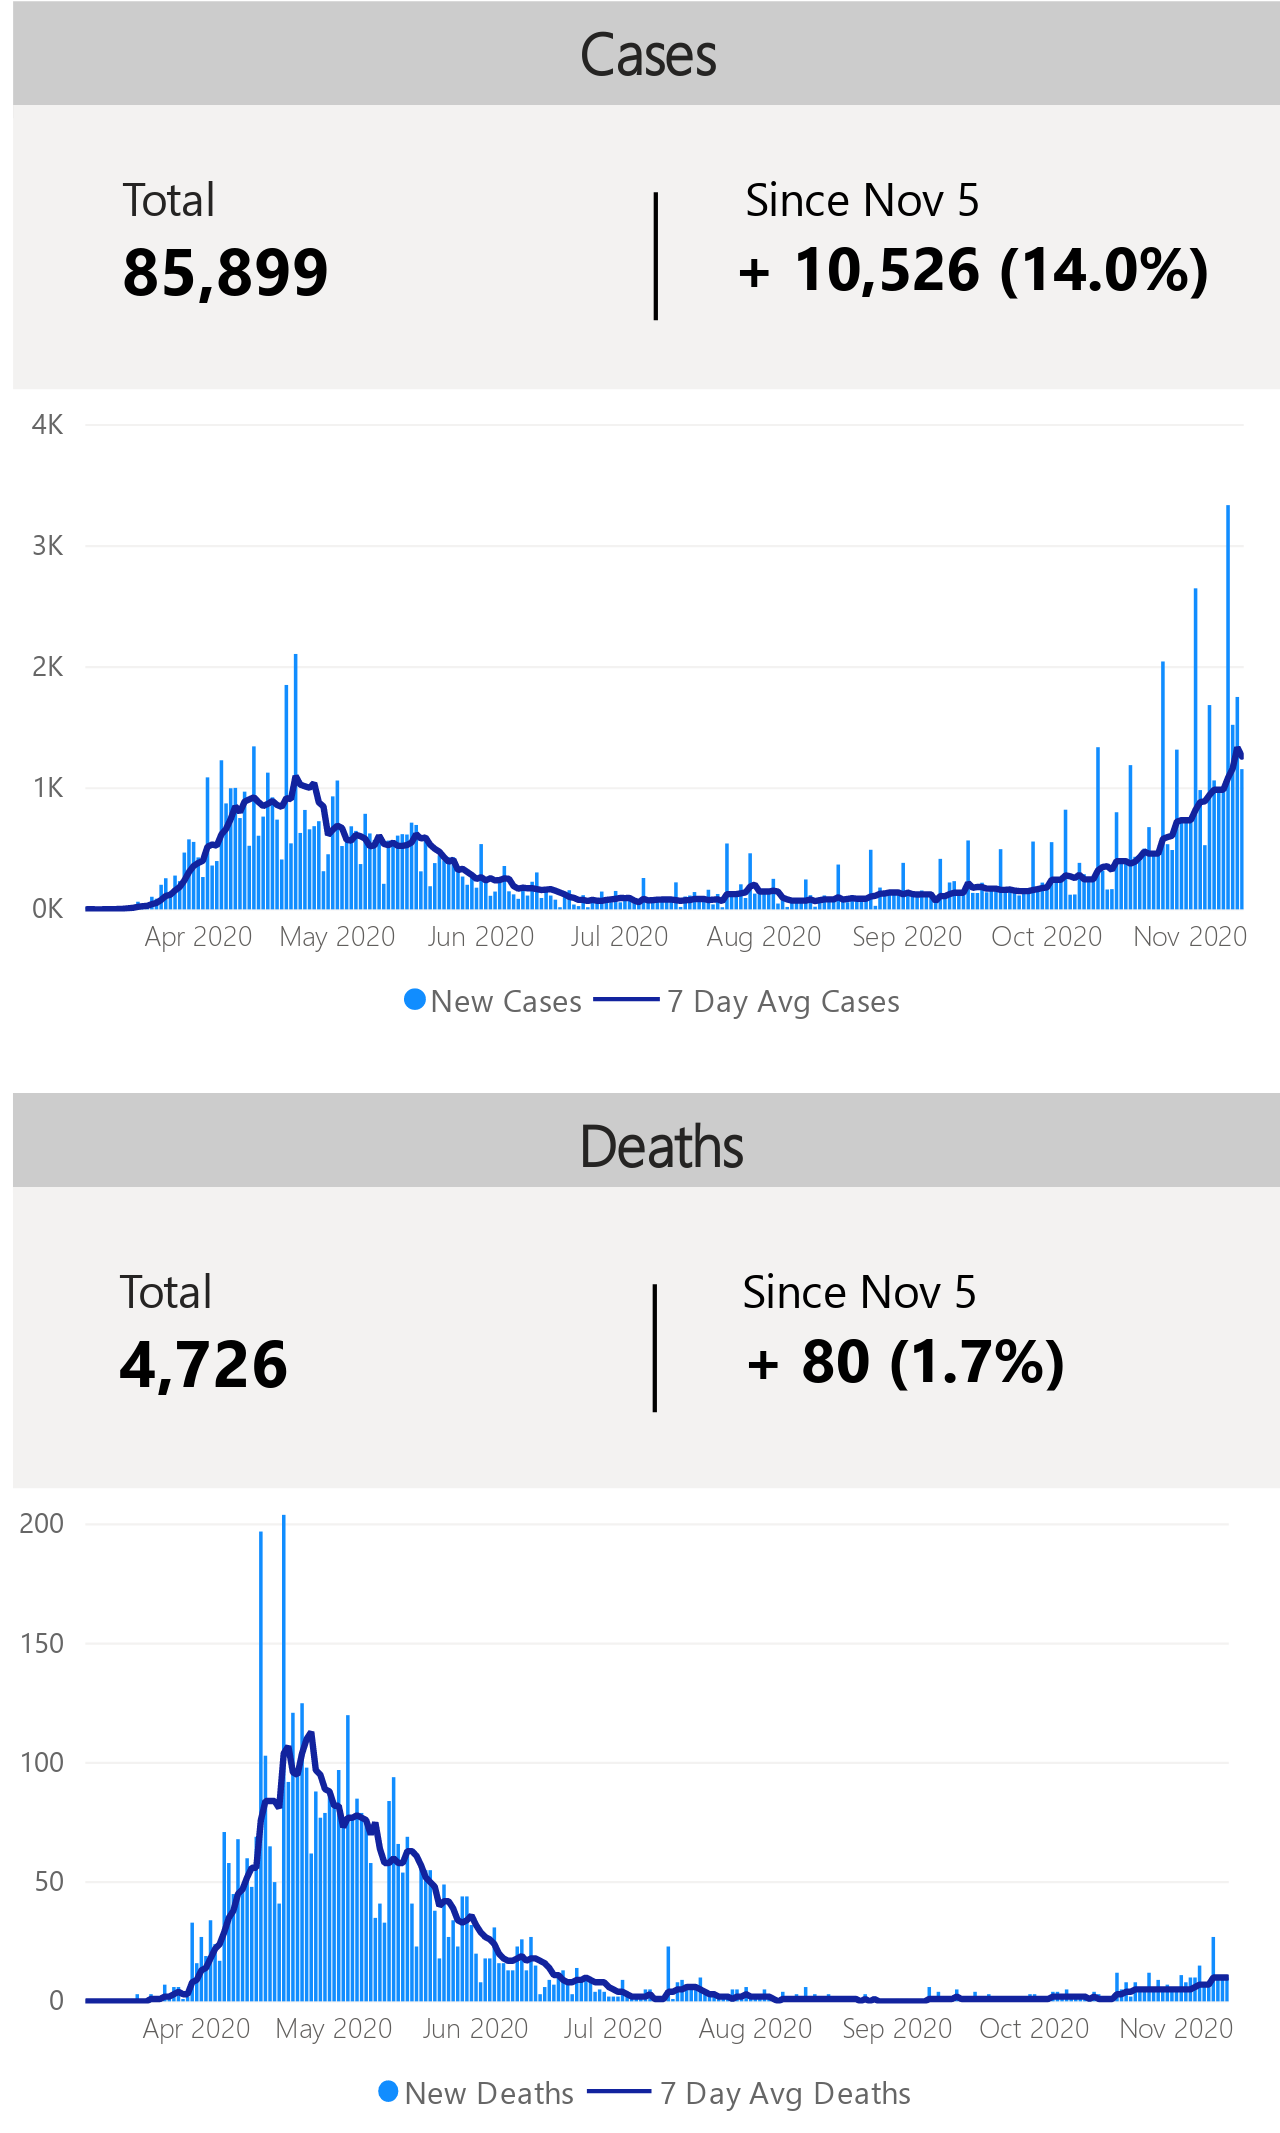 Cases
Total
Since Nov 5
85,899
+ 10,526 (14.0%)
4K
3K
2K
1K
0K
Apr 2020 May 2020 Jun 2020 Jul 2020 Aug 2020 Sep 2020 Oct 2020 Nov 2020
New Cases 7 Day Avg Cases
Deaths
Total
Since Nov 5
4,726
+ 80 (1.7%)
200
150
100
50
0
Apr 2020 May 2020 Jun 2020 Jul 2020 Aug 2020 Sep 2020 Oct 2020 Nov 2020
New Deaths 7 Day Avg Deaths